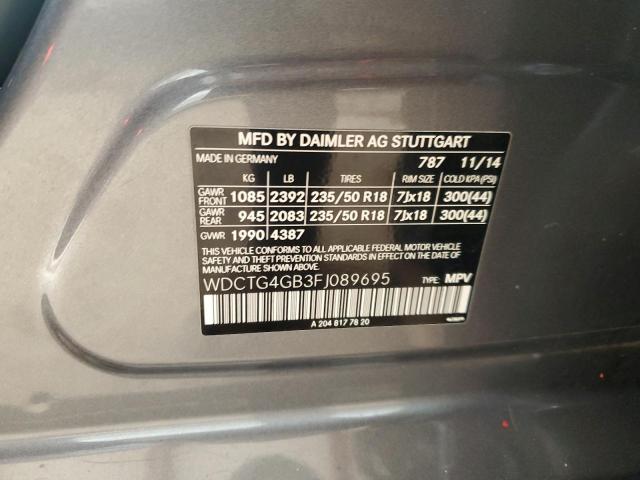 MFD BY DAIMLER AG STUTTGART
MADE IN GERMANY 787 11/14
KG LB TIRES RIM SIZE COLD KPA(PSI)
GAWR FRONT 1085 2392 235/50 R18 7Jx18 300(44)
GAWR REAR 945 2083 235/50 R18 7Jx18 300(44)
GVWR 1990 4387
THIS VEHICLE CONFORMS TO ALL APPLICABLE FEDERAL MOTOR VEHICLE
SAFETY AND THEFT PREVENTION STANDARDS IN EFFECT ON THE
DATE OF MANUFACTURE SHOWN ABOVE.
WDCTG4GB3FJ089695 TYPE: MPV
A 204 817 78 20